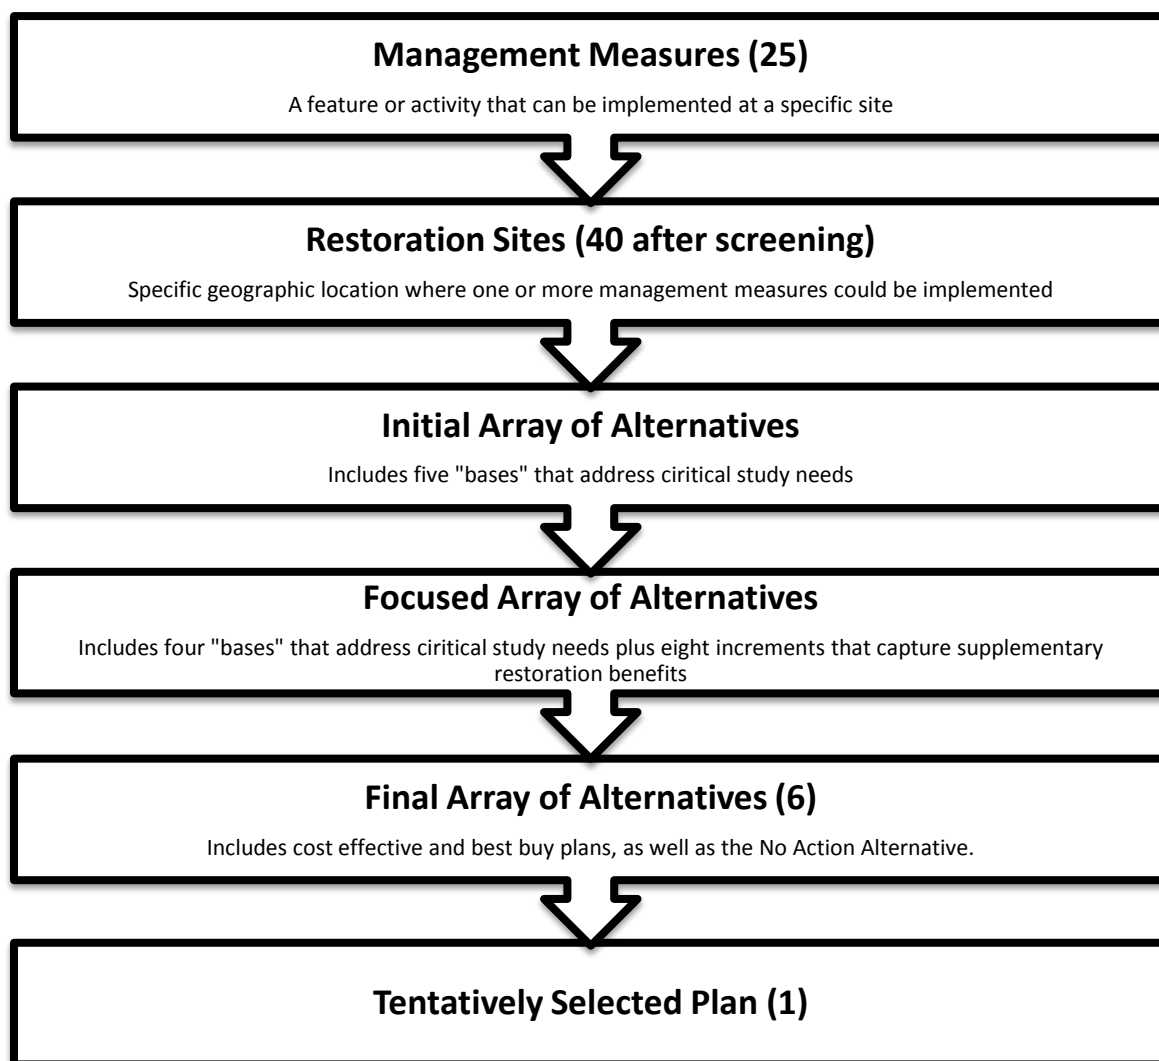 Management Measures (25)
A feature or activity that can be implemented at a specific site
Restoration Sites (40 after screening)
Specific geographic location where one or more management measures could be implemented
Initial Array of Alternatives
Includes five "bases" that address ciritical study needs
Focused Array of Alternatives
Includes four "bases" that address ciritical study needs plus eight increments that capture supplementary
restoration benefits
Final Array of Alternatives (6)
Includes cost effective and best buy plans, as well as the No Action Alternative.
Tentatively Selected Plan (1)